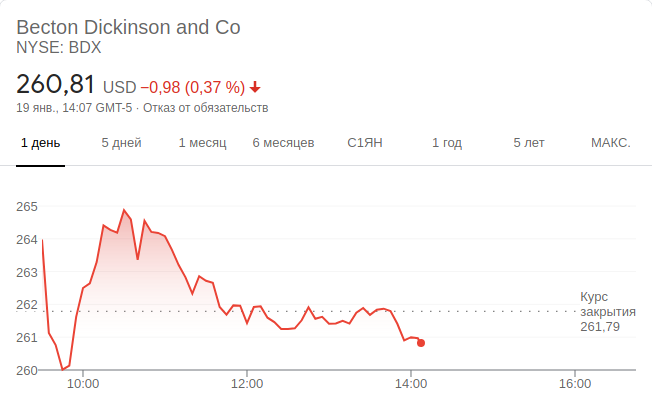 Becton Dickinson and Co
NYSE: BDX
260,81 USD −0,98 (0,37 %)
19 янв., 14:07 GMT-5 · Отказ от обязательств
1 день 5 дней 1 месяц 6 месяцев С1ЯН 1 год 5 лет МАКС.
265
264
263
262
261
260
Курс
закрытия
261,79
10:00 12:00 14:00 16:00